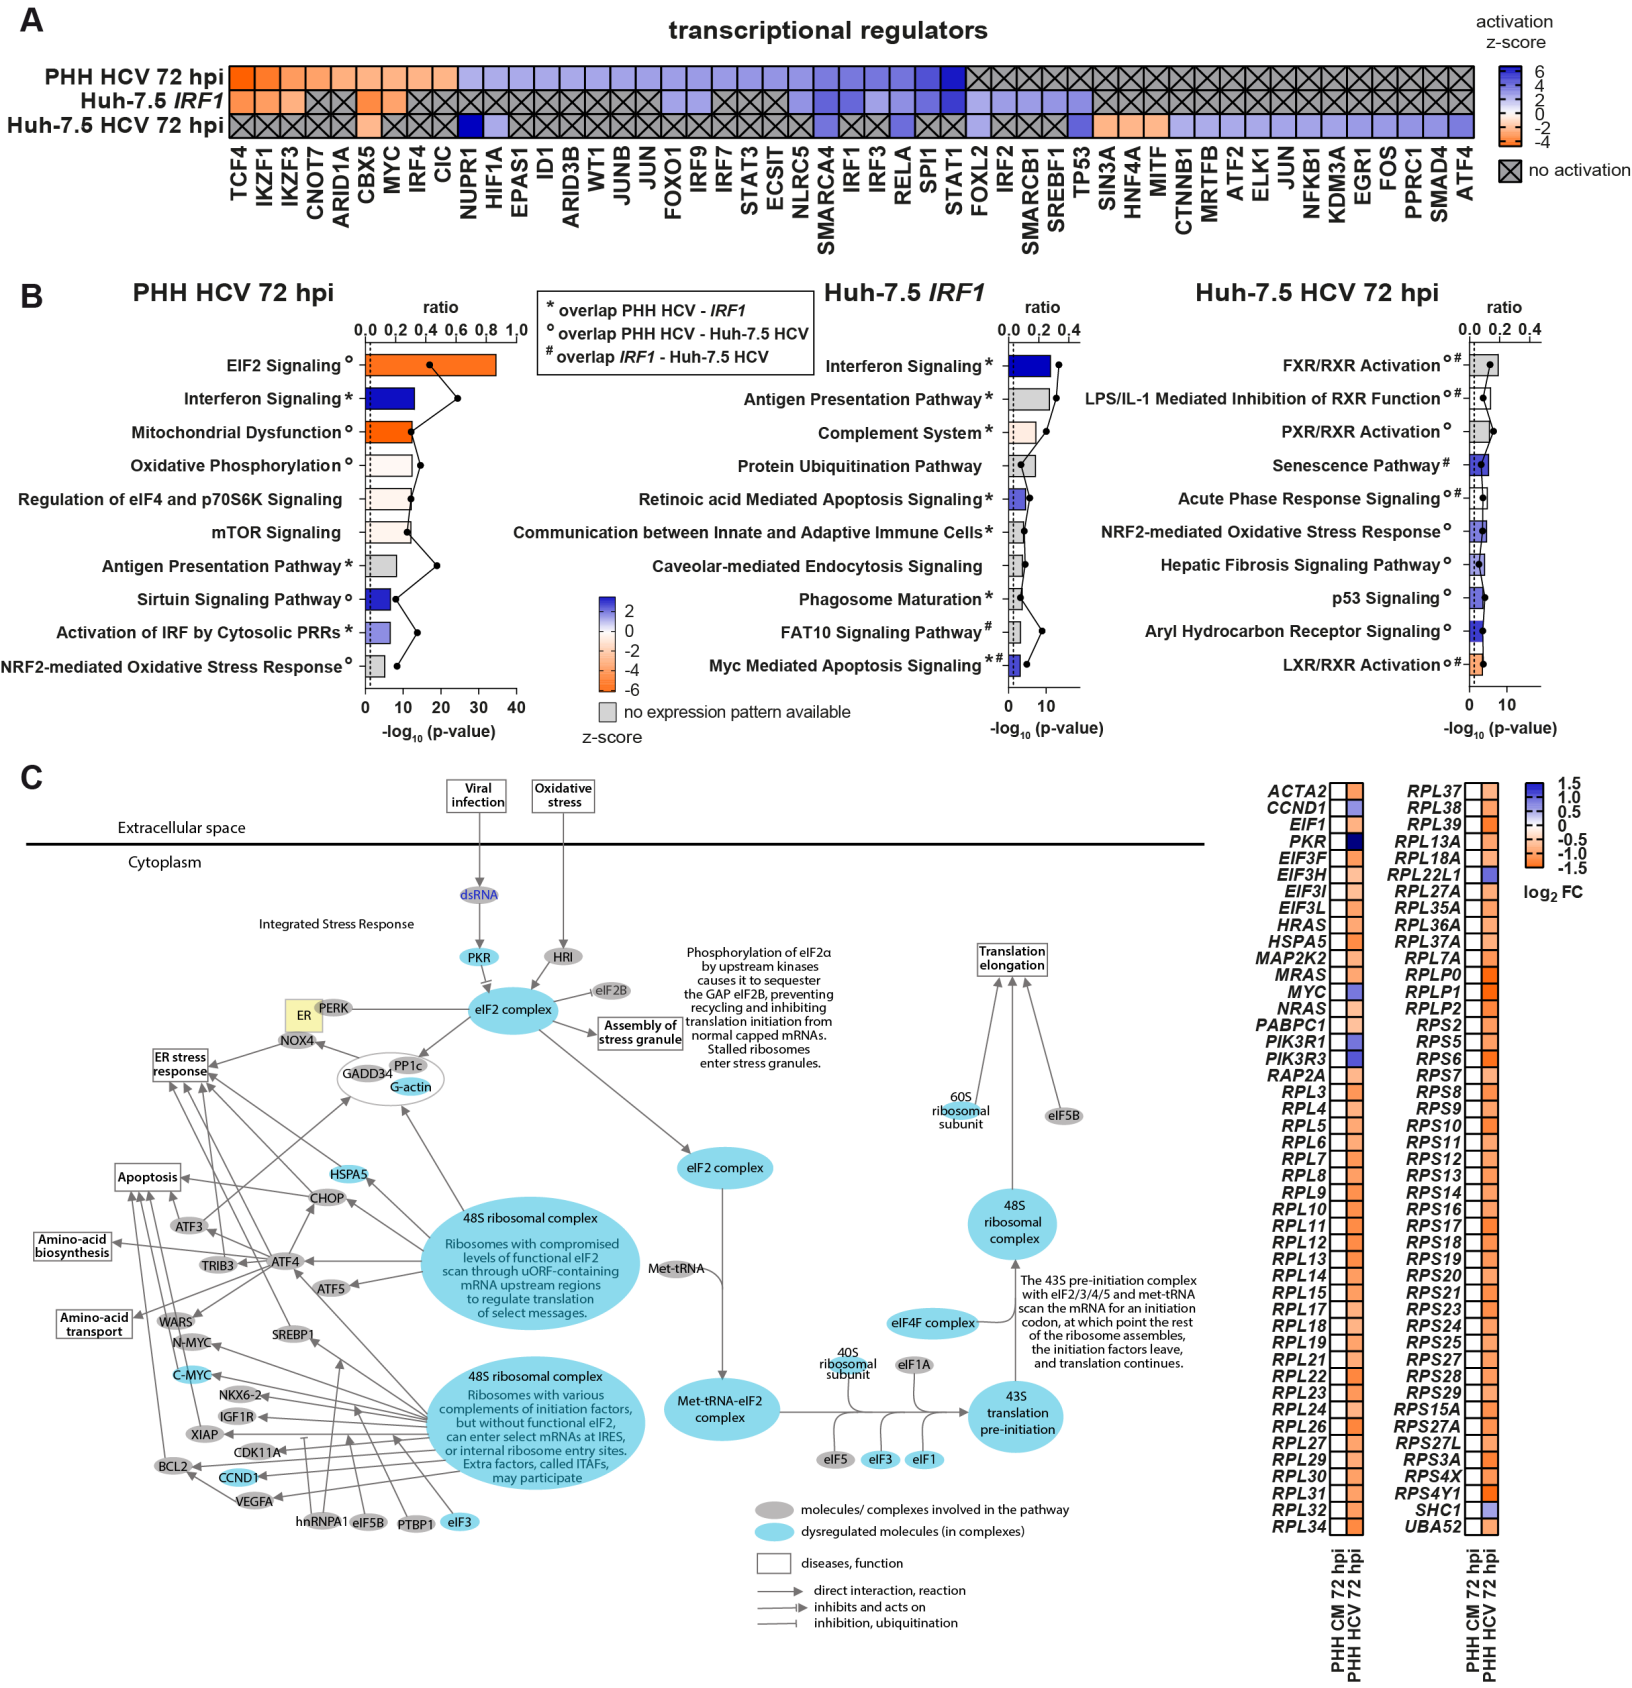 A
transcriptional regulators
activation
z-score
PHH HCV 72 hpi
Huh-7.5 IRF1
Huh-7.5 HCV 72 hpi
6
4
2
0
-2
-4
no activation
TCF4
IKZF1
IKZF3
CNOT7
ARID1A
CBX5
MYC
IRF4
CIC
NUPR1
HIF1A
EPAS1
ID1
ARID3B
WT1
JUNB
JUN
FOXO1
IRF9
IRF7
STAT3
ECSIT
NLRC5
SMARCA4
IRF1
IRF3
RELA
SPI1
STAT1
FOXL2
IRF2
SMARCB1
SREBF1
TP53
SIN3A
HNF4A
MITF
CTNNB1
MRTFB
ATF2
ELK1
JUN
NFKB1
KDM3A
EGR1
FOS
PPRC1
SMAD4
ATF4
B
PHH HCV 72 hpi
ratio
0.0 0.2 0.4 0.6 0.8 1.0
EIF2 Signaling °
Interferon Signaling *
Mitochondrial Dysfunction °
Oxidative Phosphorylation °
Regulation of eIF4 and p70S6K Signaling
mTOR Signaling
Antigen Presentation Pathway *
Sirtuin Signaling Pathway °
Activation of IRF by Cytosolic PRRs *
NRF2-mediated Oxidative Stress Response °
0 10 20 30 40
-log10 (p-value)
* overlap PHH HCV - IRF1
° overlap PHH HCV - Huh-7.5 HCV
# overlap IRF1 - Huh-7.5 HCV
2
0
-2
-4
-6
no expression pattern available
z-score
Huh-7.5 IRF1
ratio
0.0 0.2 0.4
Interferon Signaling *
Antigen Presentation Pathway *
Complement System *
Protein Ubiquitination Pathway
Retinoic acid Mediated Apoptosis Signaling *
Communication between Innate and Adaptive Immune Cells *
Caveolar-mediated Endocytosis Signaling
Phagosome Maturation *
FAT10 Signaling Pathway #
Myc Mediated Apoptosis Signaling * #
0 10
-log10 (p-value)
Huh-7.5 HCV 72 hpi
ratio
0.0 0.2 0.4
FXR/RXR Activation ° #
LPS/IL-1 Mediated Inhibition of RXR Function ° #
PXR/RXR Activation °
Senescence Pathway #
Acute Phase Response Signaling ° #
NRF2-mediated Oxidative Stress Response °
Hepatic Fibrosis Signaling Pathway °
p53 Signaling °
Aryl Hydrocarbon Receptor Signaling °
LXR/RXR Activation ° #
0 10
-log10 (p-value)
C
Viral
infection
Oxidative
stress
Extracellular space
Cytoplasm
dsRNA
Integrated Stress Response
PKR
HRI
eIF2 complex
eIF2B
Assembly of
stress granule
Phosphorylation of eIF2α
by upstream kinases
causes it to sequester
the GAP eIF2B, preventing
recycling and inhibiting
translation initiation from
normal capped mRNAs.
Stalled ribosomes
enter stress granules.
ER
PERK
NOX4
ER stress
response
GADD34
PP1c
G-actin
Translation
elongation
60S
ribosomal
subunit
eIF5B
eIF2 complex
HSPA5
Apoptosis
CHOP
ATF3
Amino-acid
biosynthesis
TRIB3
ATF4
ATF5
48S ribosomal complex
Ribosomes with compromised
levels of functional eIF2
scan through uORF-containing
mRNA upstream regions
to regulate translation
of select messages.
Met-tRNA
48S
ribosomal
complex
The 43S pre-initiation complex
with eIF2/3/4/5 and met-tRNA
scan the mRNA for an initiation
codon, at which point the rest
of the ribosome assembles,
the initiation factors leave,
and translation continues.
eIF4F complex
Amino-acid
transport
WARS
N-MYC
SREBP1
C-MYC
NKX6-2
IGF1R
XIAP
CDK11A
BCL2
CCND1
VEGFA
hnRNPA1
eIF5B
PTBP1
eIF3
48S ribosomal complex
Ribosomes with various
complements of initiation factors,
but without functional eIF2,
can enter select mRNAs at IRES,
or internal ribosome entry sites.
Extra factors, called ITAFs,
may participate
40S
ribosomal
subunit
eIF1A
Met-tRNA-eIF2
complex
43S
translation
pre-initiation
eIF5
eIF3
eIF1
molecules/ complexes involved in the pathway
dysregulated molecules (in complexes)
diseases, function
direct interaction, reaction
inhibits and acts on
inhibition, ubiquitination
ACTA2
CCND1
EIF1
PKR
EIF3F
EIF3H
EIF3I
EIF3L
HRAS
HSPA5
MAP2K2
MRAS
MYC
NRAS
PABPC1
PIK3R1
PIK3R3
RAP2A
RPL3
RPL4
RPL5
RPL6
RPL7
RPL8
RPL9
RPL10
RPL11
RPL12
RPL13
RPL14
RPL15
RPL17
RPL18
RPL19
RPL21
RPL22
RPL23
RPL24
RPL26
RPL27
RPL29
RPL30
RPL31
RPL32
RPL34
PHH CM 72 hpi
PHH HCV 72 hpi
RPL37
RPL38
RPL39
RPL13A
RPL18A
RPL22L1
RPL27A
RPL35A
RPL36A
RPL37A
RPL7A
RPLP0
RPLP1
RPLP2
RPS2
RPS5
RPS6
RPS7
RPS8
RPS9
RPS10
RPS11
RPS12
RPS13
RPS14
RPS16
RPS17
RPS18
RPS19
RPS20
RPS21
RPS23
RPS24
RPS25
RPS27
RPS28
RPS29
RPS15A
RPS27A
RPS27L
RPS3A
RPS4X
RPS4Y1
SHC1
UBA52
PHH CM 72 hpi
PHH HCV 72 hpi
1.5
1.0
0.5
0
-0.5
-1.0
-1.5
log2 FC